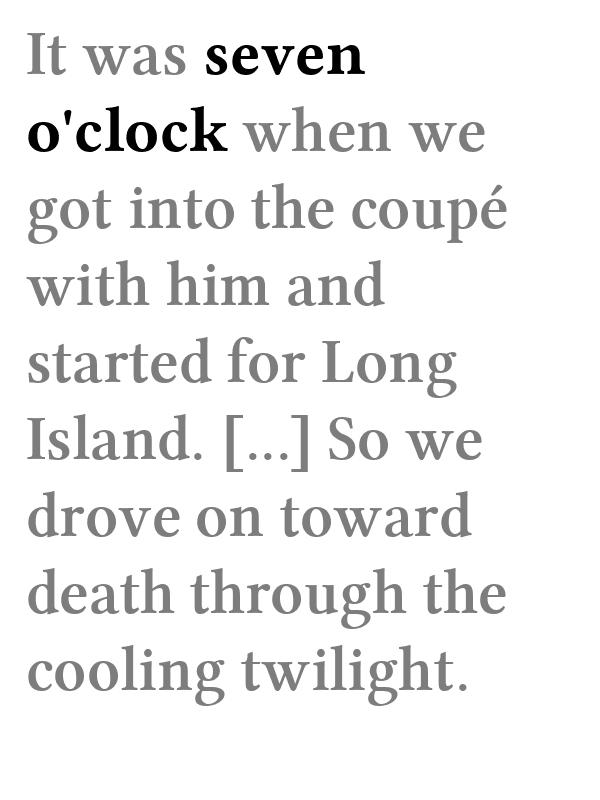 It was seven
o'clock when we
got into the coupé
with him and
started for Long
Island. [...] So we
drove on toward
death through the
cooling twilight.